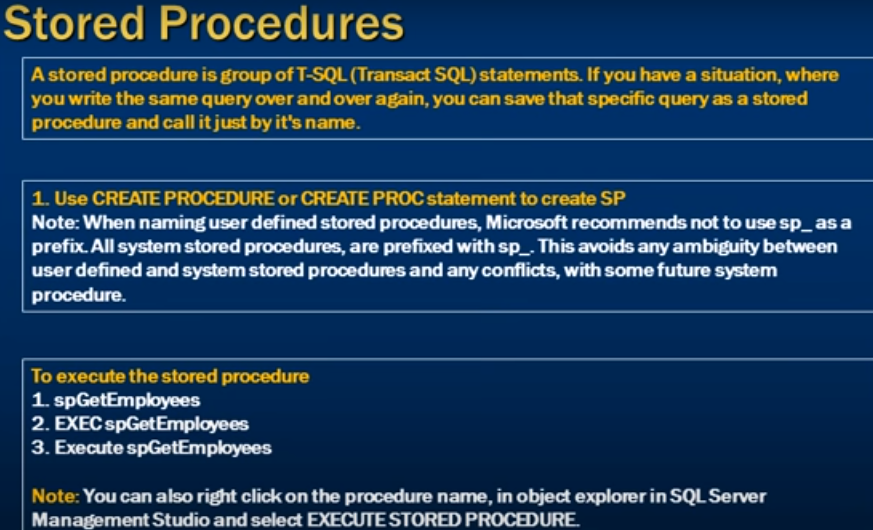 Stored Procedures
A stored procedure is group of T-SQL (Transact SQL) statements. If you have a situation, where
you write the same query over and over again, you can save that specific query as a stored
procedure and call it just by it's name.
1. Use CREATE PROCEDURE or CREATE PROC statement to create SP
Note: When naming user defined stored procedures, Microsoft recommends not to use sp_ as a
prefix. All system stored procedures, are prefixed with sp_. This avoids any ambiguity between
user defined and system stored procedures and any conflicts, with some future system
procedure.
To execute the stored procedure
1. spGetEmployees
2. EXEC spGetEmployees
3. Execute spGetEmployees
Note: You can also right click on the procedure name, in object explorer in SQL Server
Management Studio and select EXECUTE STORED PROCEDURE.